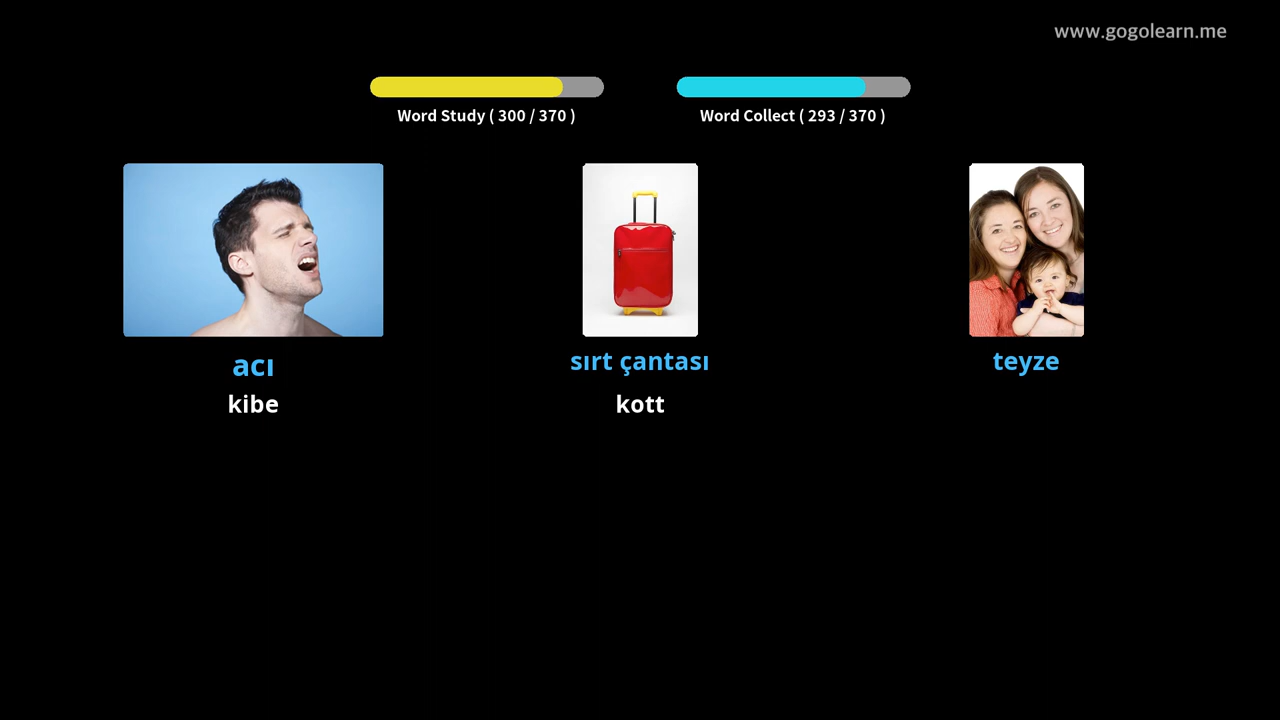 www.gogolearn.me
Word Study ( 300 / 370 )
Word Collect ( 293 / 370 )
acı
sırt çantası
teyze
kibe
kott